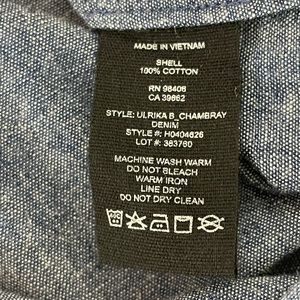 MADE IN VIETNAM
SHELL
100% COTTON
RN 98408
CA 39862
STYLE: ULRIKA B_CHAMBRAY
DENIM
STYLE #: H0404626
LOT #: 383760
MACHINE WASH WARM
DO NOT BLEACH
WARM IRON
LINE DRY
DO NOT DRY CLEAN